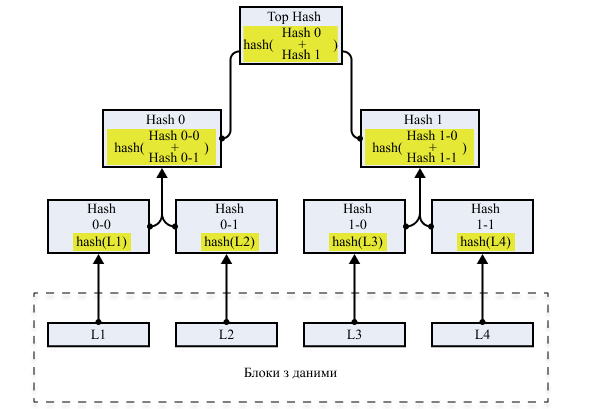 Top Hash
Hash 0
hash( + )
Hash 1
Hash 0
Hash 0-0
hash( + )
Hash 0-1
Hash 1
Hash 1-0
hash( + )
Hash 1-1
Hash
0-0
hash(L1)
Hash
0-1
hash(L2)
Hash
1-0
hash(L3)
Hash
1-1
hash(L4)
L1
L2
L3
L4
Блоки з даними